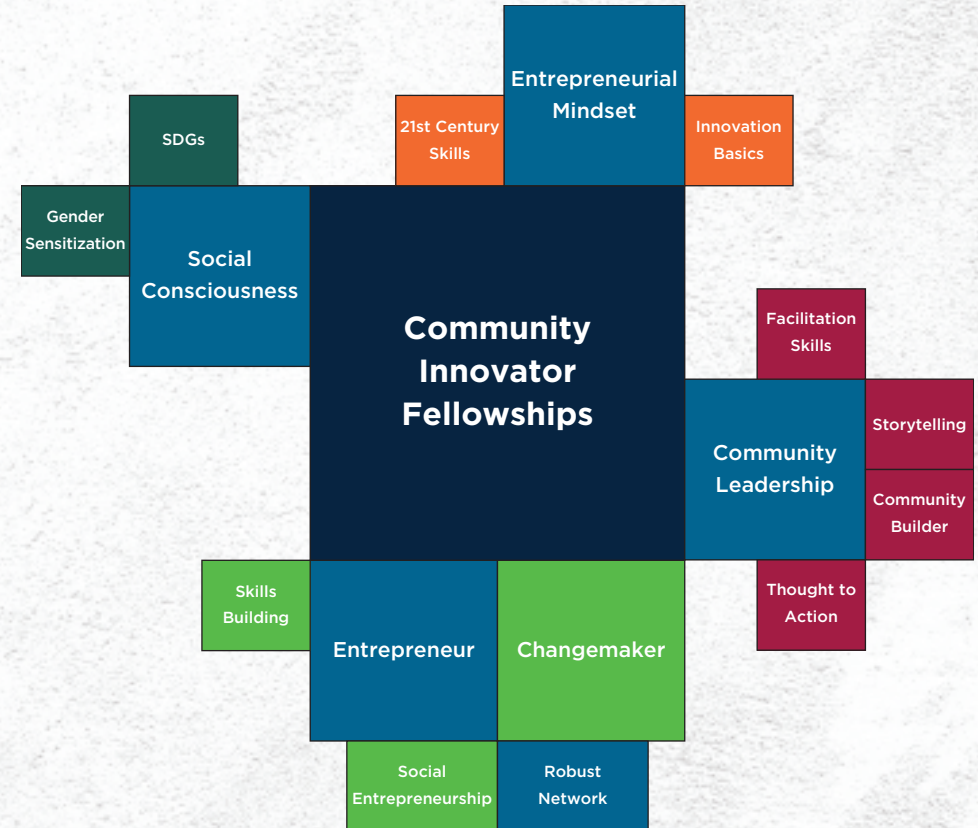 Entrepreneurial
Mindset
21st Century
Skills
Innovation
Basics
SDGs
Gender
Sensitization
Social
Consciousness
Community
Innovator
Fellowships
Facilitation
Skills
Community
Leadership
Storytelling
Community
Builder
Thought to
Action
Skills
Building
Entrepreneur
Changemaker
Social
Entrepreneurship
Robust
Network